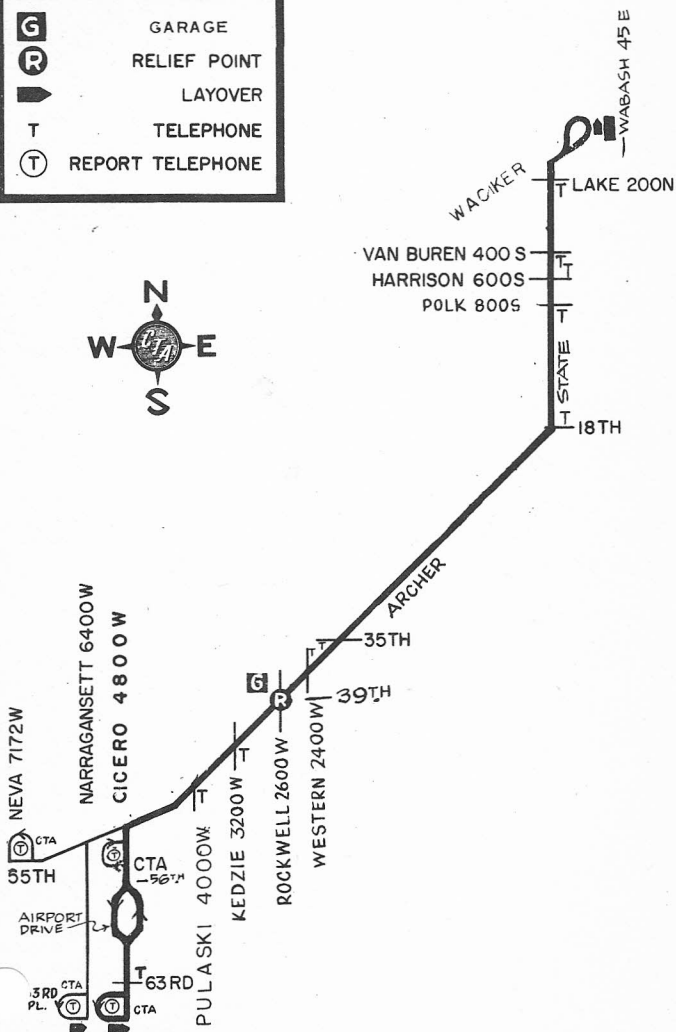 G GARAGE
R RELIEF POINT
LAYOVER
T TELEPHONE
T REPORT TELEPHONE
WABASH 45 E
WACKER
T LAKE 200N
VAN BUREN 400 S
T
T
HARRISON 600S
POLK 800S
T
N
W CTA E
S
STATE
T
18TH
ARCHER
35TH
T T
G
R
39TH
NEVA 7172W
NARRAGANSETT 6400W
CICERO 4800W
T
T
PULASKI 4000W
KEDZIE 3200W
ROCKWELL 2600W
WESTERN 2400W
T CTA
55TH
T
CTA
56TH
AIRPORT
DRIVE
T
63RD
3RD
PL.
CTA
T
T
CTA